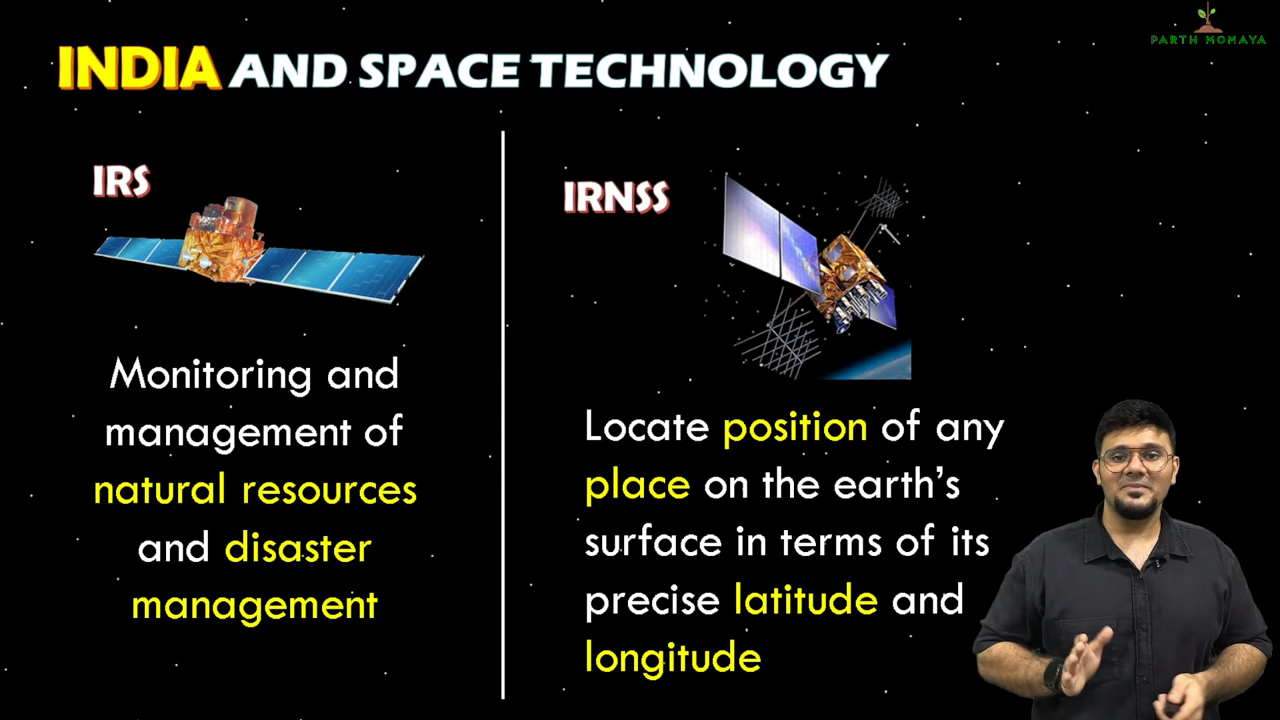 PARTH MOMAYA
INDIA AND SPACE TECHNOLOGY
IRS
Monitoring and
management of
natural resources
and disaster
management
IRNSS
Locate position of any
place on the earth's
surface in terms of its
precise latitude and
longitude